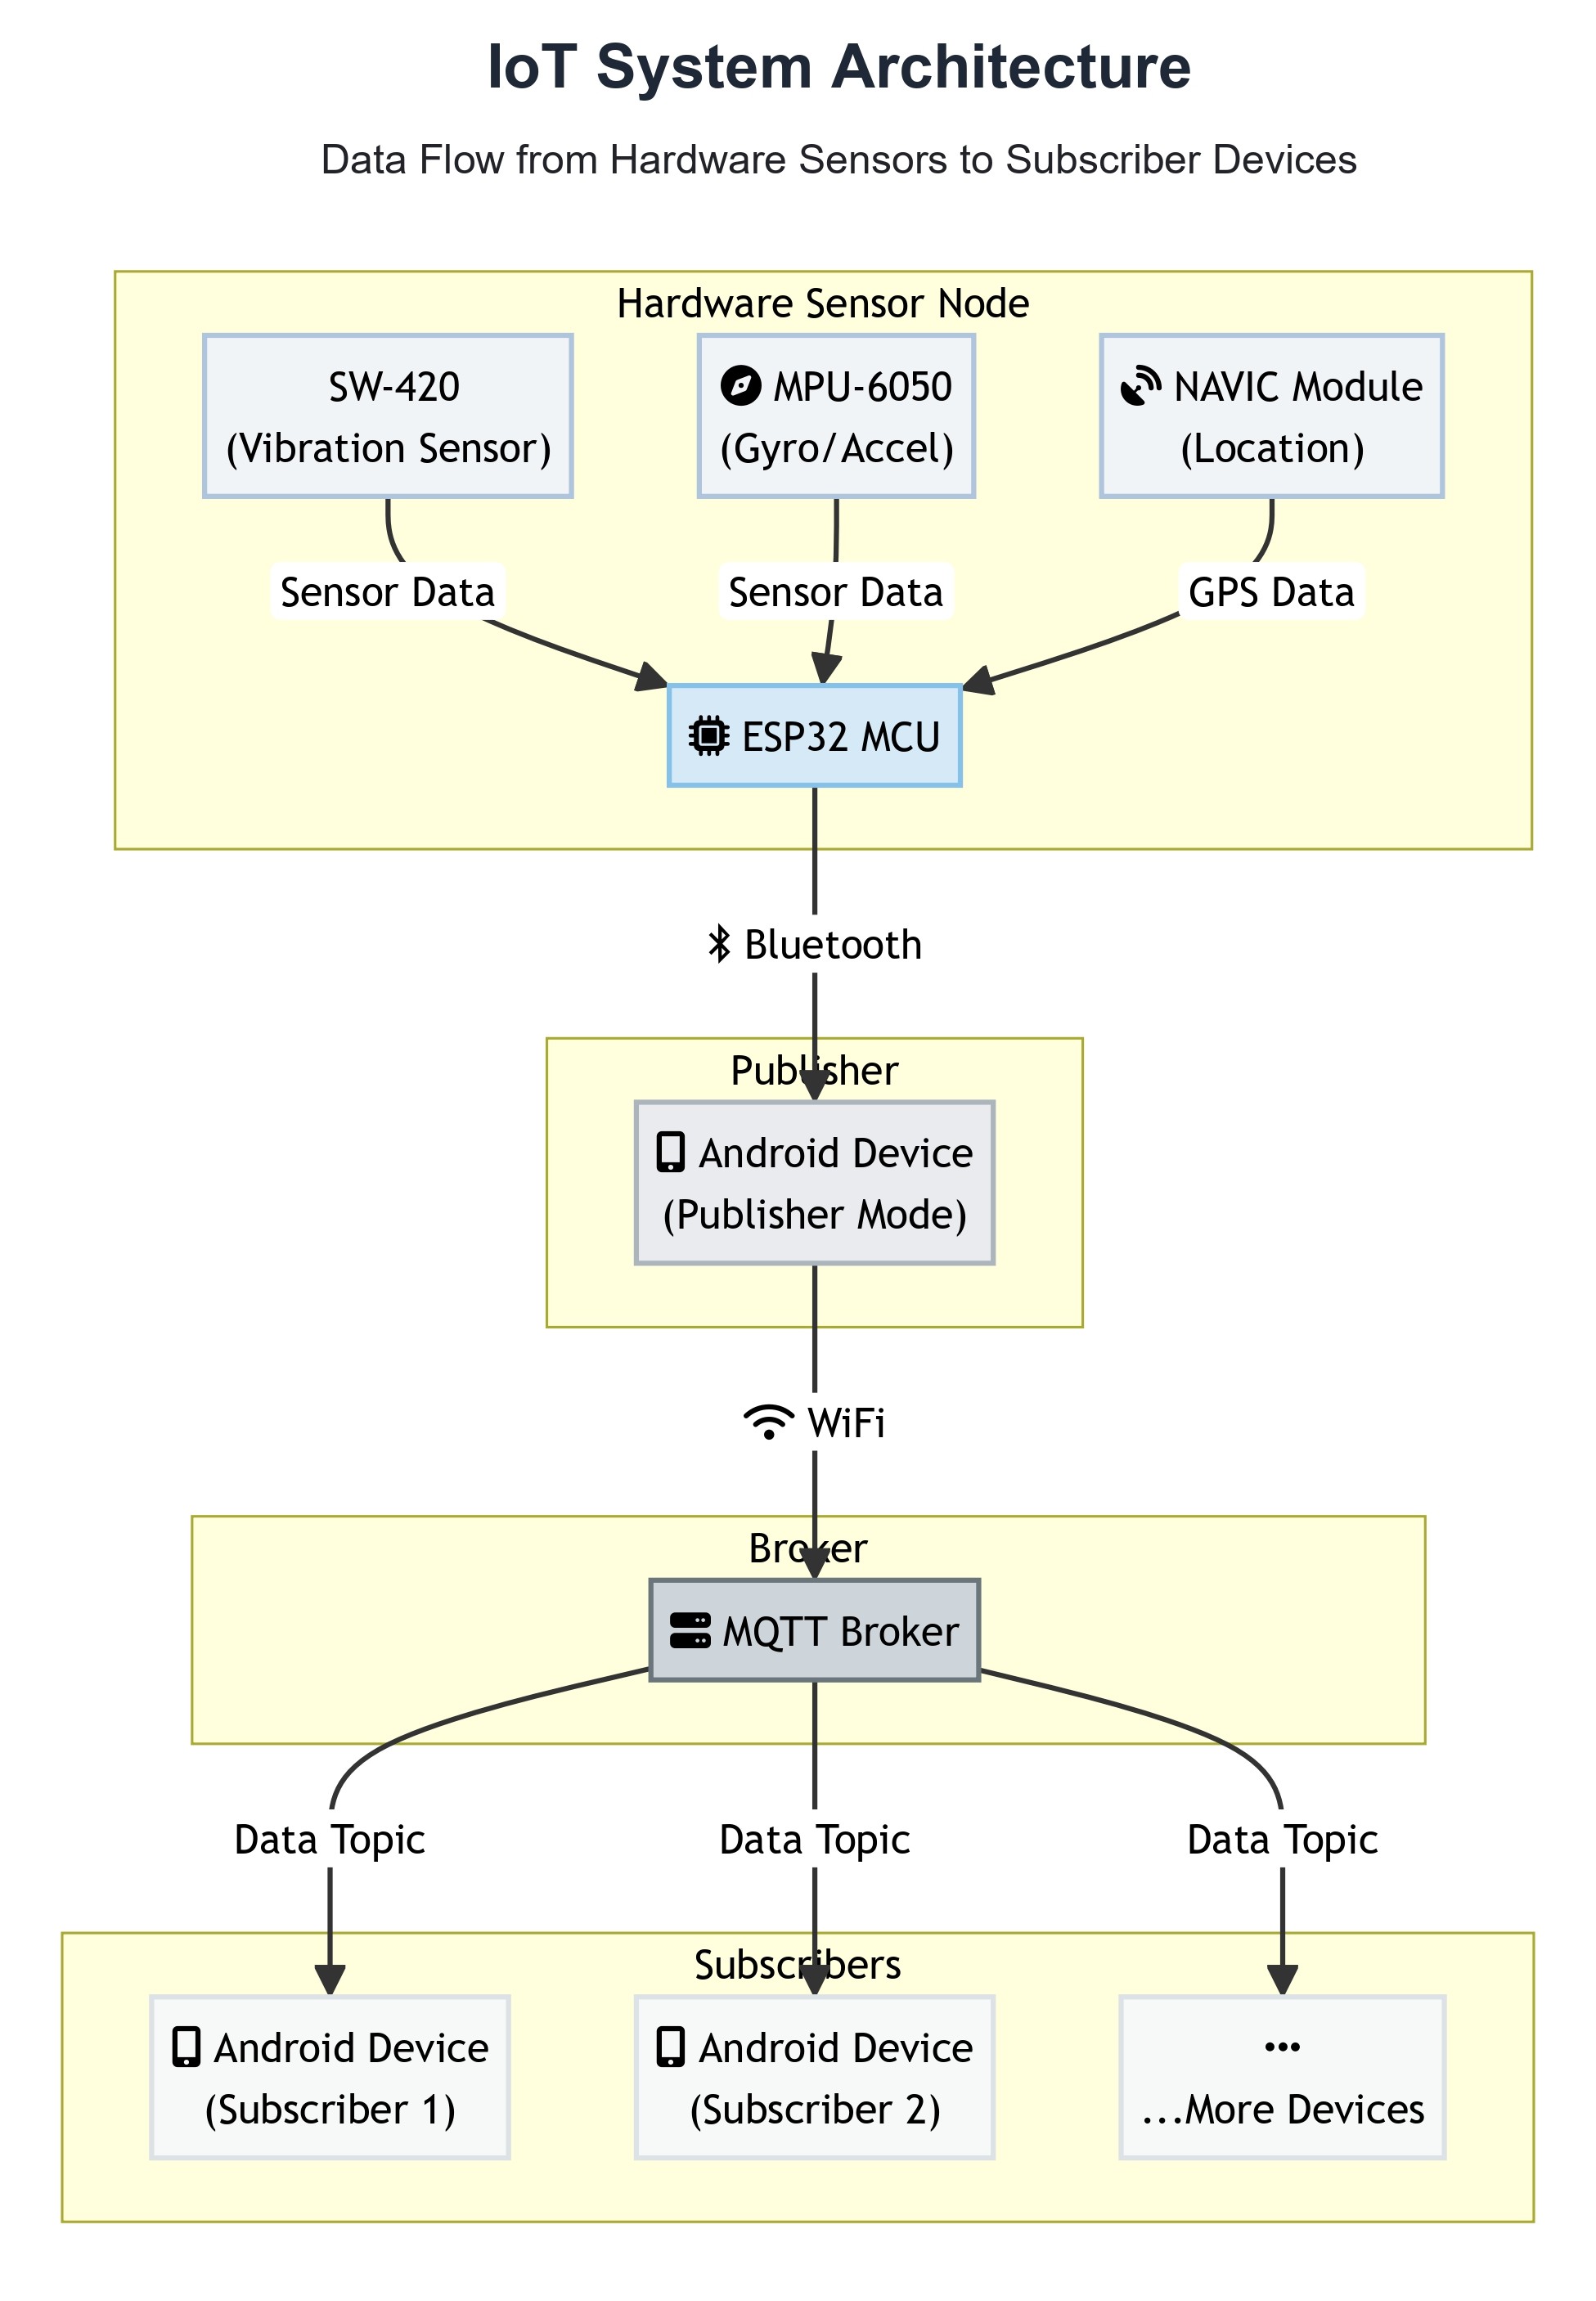 IoT System Architecture
Data Flow from Hardware Sensors to Subscriber Devices
Hardware Sensor Node
SW-420
(Vibration Sensor)
MPU-6050
(Gyro/Accel)
NAVIC Module
(Location)
Sensor Data
Sensor Data
GPS Data
ESP32 MCU
Bluetooth
Publisher
Android Device
(Publisher Mode)
WiFi
Broker
MQTT Broker
Data Topic
Data Topic
Data Topic
Subscribers
Android Device
(Subscriber 1)
Android Device
(Subscriber 2)
...More Devices